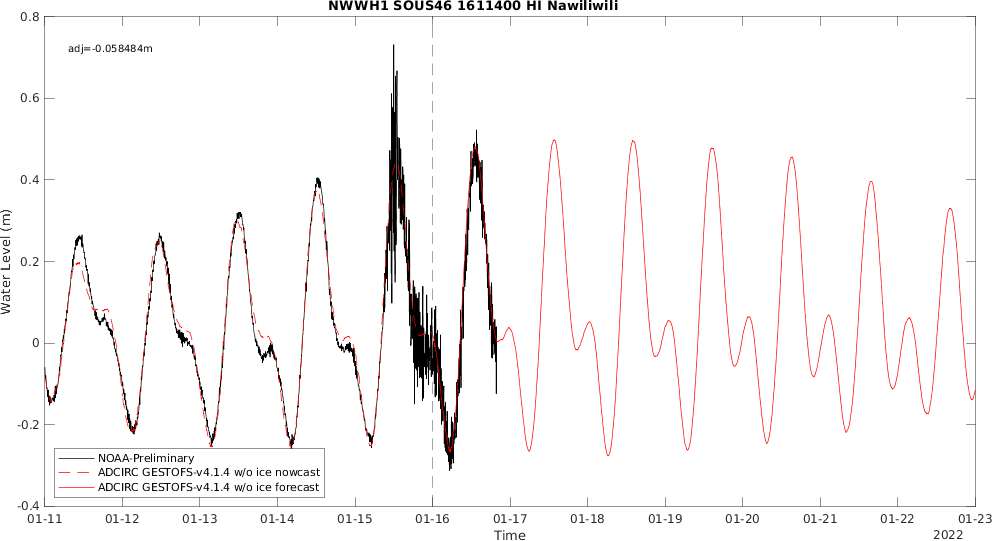 NWWH1 SOUS46 1611400 HI Nawiliwili
adj=-0.058484m
0.8
0.6
0.4
0.2
0
-0.2
-0.4
Water Level (m)
NOAA-Preliminary
ADCIRC GESTOFS-v4.1.4 w/o ice nowcast
ADCIRC GESTOFS-v4.1.4 w/o ice forecast
01-11 01-12 01-13 01-14 01-15 01-16 01-17 01-18 01-19 01-20 01-21 01-22 01-23
Time
2022